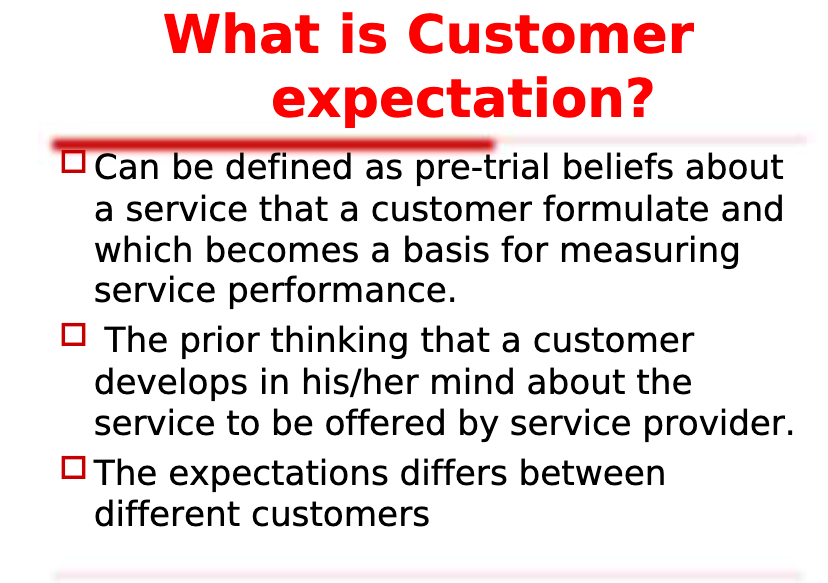 What is Customer
expectation?
Can be defined as pre-trial beliefs about
a service that a customer formulate and
which becomes a basis for measuring
service performance.
The prior thinking that a customer
develops in his/her mind about the
service to be offered by service provider.
The expectations differs between
different customers